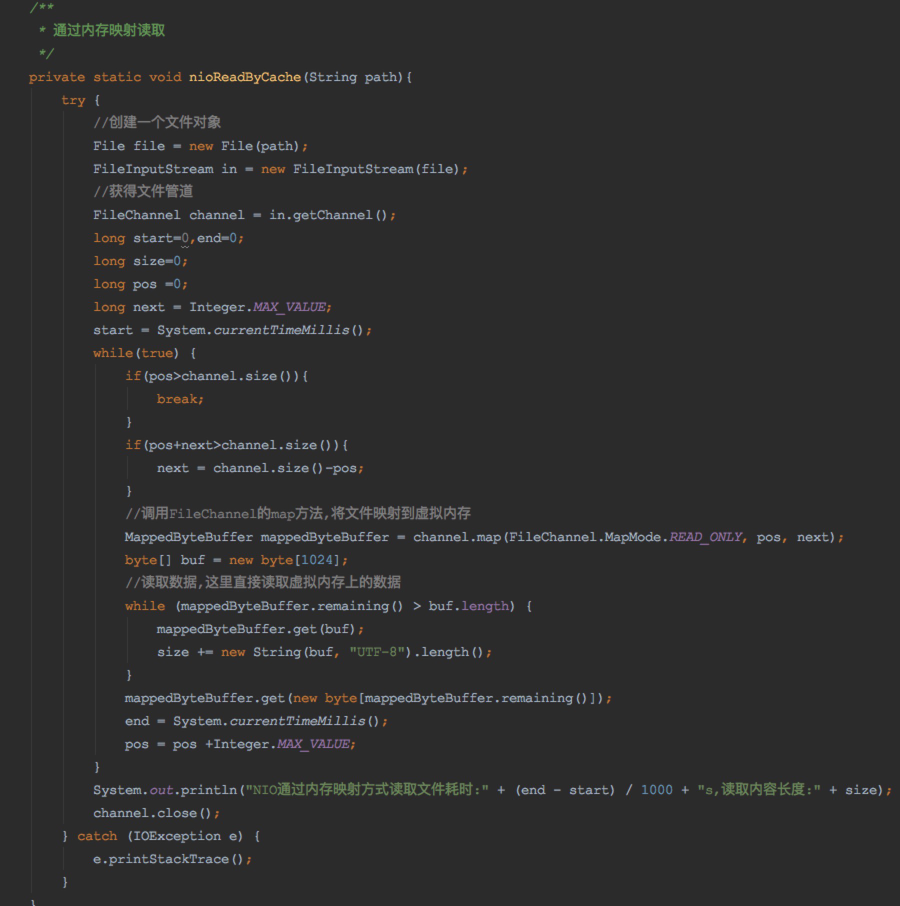 /**
 * 通过内存映射读取
 */
private static void nioReadByCache(String path){
    try {
        //创建一个文件对象
        File file = new File(path);
        FileInputStream in = new FileInputStream(file);
        //获得文件管道
        FileChannel channel = in.getChannel();
        long start=0,end=0;
        long size=0;
        long pos =0;
        long next = Integer.MAX_VALUE;
        start = System.currentTimeMillis();
        while(true) {
            if(pos>channel.size()){
                break;
            }
            if(pos+next>channel.size()){
                next = channel.size()-pos;
            }
            //调用FileChannel的map方法,将文件映射到虚拟内存
            MappedByteBuffer mappedByteBuffer = channel.map(FileChannel.MapMode.READ_ONLY, pos, next);
            byte[] buf = new byte[1024];
            //读取数据,这里直接读取虚拟内存上的数据
            while (mappedByteBuffer.remaining() > buf.length) {
                mappedByteBuffer.get(buf);
                size += new String(buf, "UTF-8").length();
            }
            mappedByteBuffer.get(new byte[mappedByteBuffer.remaining()]);
            end = System.currentTimeMillis();
            pos = pos +Integer.MAX_VALUE;
        }
        System.out.println("NIO通过内存映射方式读取文件耗时:" + (end - start) / 1000 + "s,读取内容长度:" + size);
        channel.close();
    } catch (IOException e) {
        e.printStackTrace();
    }
}